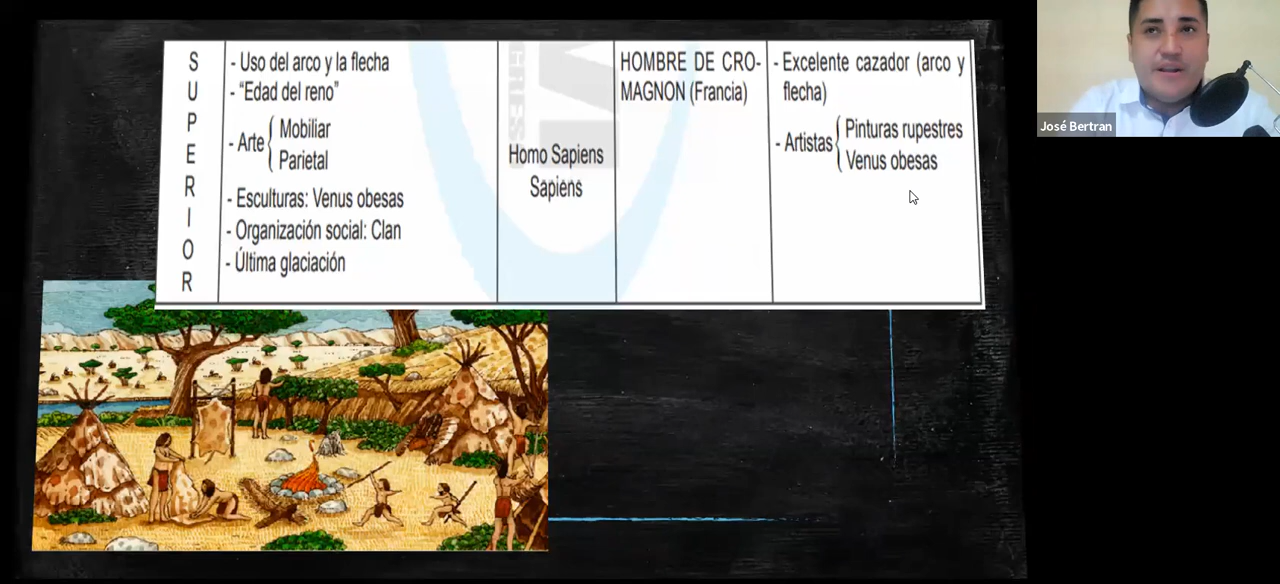 SUPERIOR
- Uso del arco y la flecha
- “Edad del reno”
- Arte { Mobiliar
Parietal
- Esculturas: Venus obesas
- Organización social: Clan
- Última glaciación
Homo Sapiens
Sapiens
HOMBRE DE CRO-
MAGNON (Francia)
- Excelente cazador (arco y
flecha)
- Artistas { Pinturas rupestres
Venus obesas
José Bertran